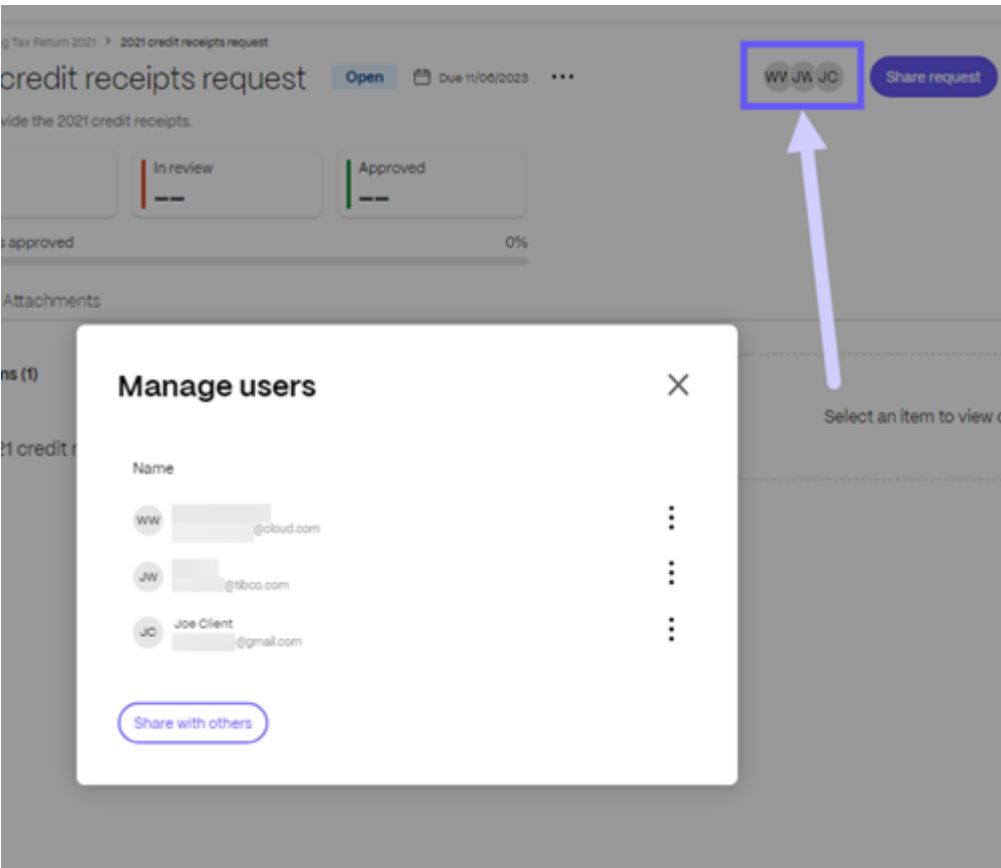 g Tax Return 2021 > 2021 credit receipts request
credit receipts request Open Due 11/06/2023 •••
WW JW JC Share request
vide the 2021 credit receipts.
In review Approved
-- --
s approved 0%
Attachments
ns (1)
Manage users
Select an item to view
21 credit r
Name
WW
@cloud.com
JW
@tibco.com
JC Joe Client
@gmail.com
Share with others